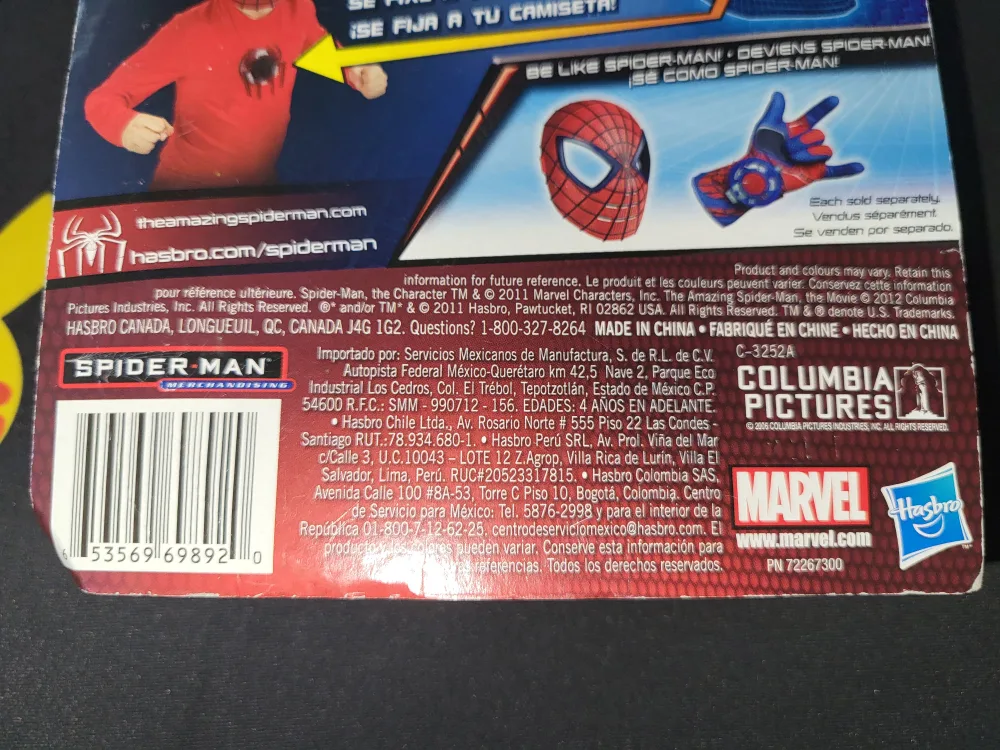 ¡SE FIJA A TU CAMISETA!
BE LIKE SPIDER-MAN! • DEVIENS SPIDER-MAN!
¡SÉ COMO SPIDER-MAN!
Each sold separately.
Vendus séparément.
Se venden por separado.
theamazingspiderman.com
hasbro.com/spiderman
Product and colours may vary. Retain this
information for future reference. Le produit et les couleurs peuvent varier. Conservez cette information
pour référence ultérieure. Spider-Man, the Character TM & © 2011 Marvel Characters, Inc. The Amazing Spider-Man, the Movie © 2012 Columbia
Pictures Industries, Inc. All Rights Reserved. ®* and/or TM* & © 2011 Hasbro, Pawtucket, RI 02862 USA. All Rights Reserved. TM & ® denote U.S. Trademarks.
HASBRO CANADA, LONGUEUIL, QC, CANADA J4G 1G2. Questions? 1-800-327-8264 MADE IN CHINA • FABRIQUÉ EN CHINE • HECHO EN CHINA
SPIDER-MAN
MERCHANDISING
6 53569 69892 0
Importado por: Servicios Mexicanos de Manufactura, S. de R.L. de C.V.
Autopista Federal México-Querétaro km 42,5 Nave 2, Parque Eco
Industrial Los Cedros, Col. El Trébol, Tepotzotlán, Estado de México C.P.
54600 R.F.C.: SMM - 990712 - 156. EDADES: 4 AÑOS EN ADELANTE.
• Hasbro Chile Ltda., Av. Rosario Norte # 555 Piso 22 Las Condes -
Santiago RUT.:78.934.680-1. • Hasbro Perú SRL, Av. Prol. Viña del Mar
c/Calle 3, U.C.10043 – LOTE 12 Z.Agrop, Villa Rica de Lurín, Villa El
Salvador, Lima, Perú. RUC#20523317815. • Hasbro Colombia SAS.
Avenida Calle 100 #8A-53, Torre C Piso 10, Bogotá, Colombia. Centro
de Servicio para México: Tel. 5876-2998 y para el interior de la
República 01-800-7-12-62-25. centrodeserviciomexico@hasbro.com. El
producto y los colores pueden variar. Conserve esta información para
referencias. Todos los derechos reservados.
C-3252A
COLUMBIA
PICTURES
© 2006 COLUMBIA PICTURES INDUSTRIES, INC. ALL RIGHTS RESERVED.
MARVEL
www.marvel.com
PN 72267300
Hasbro
TM